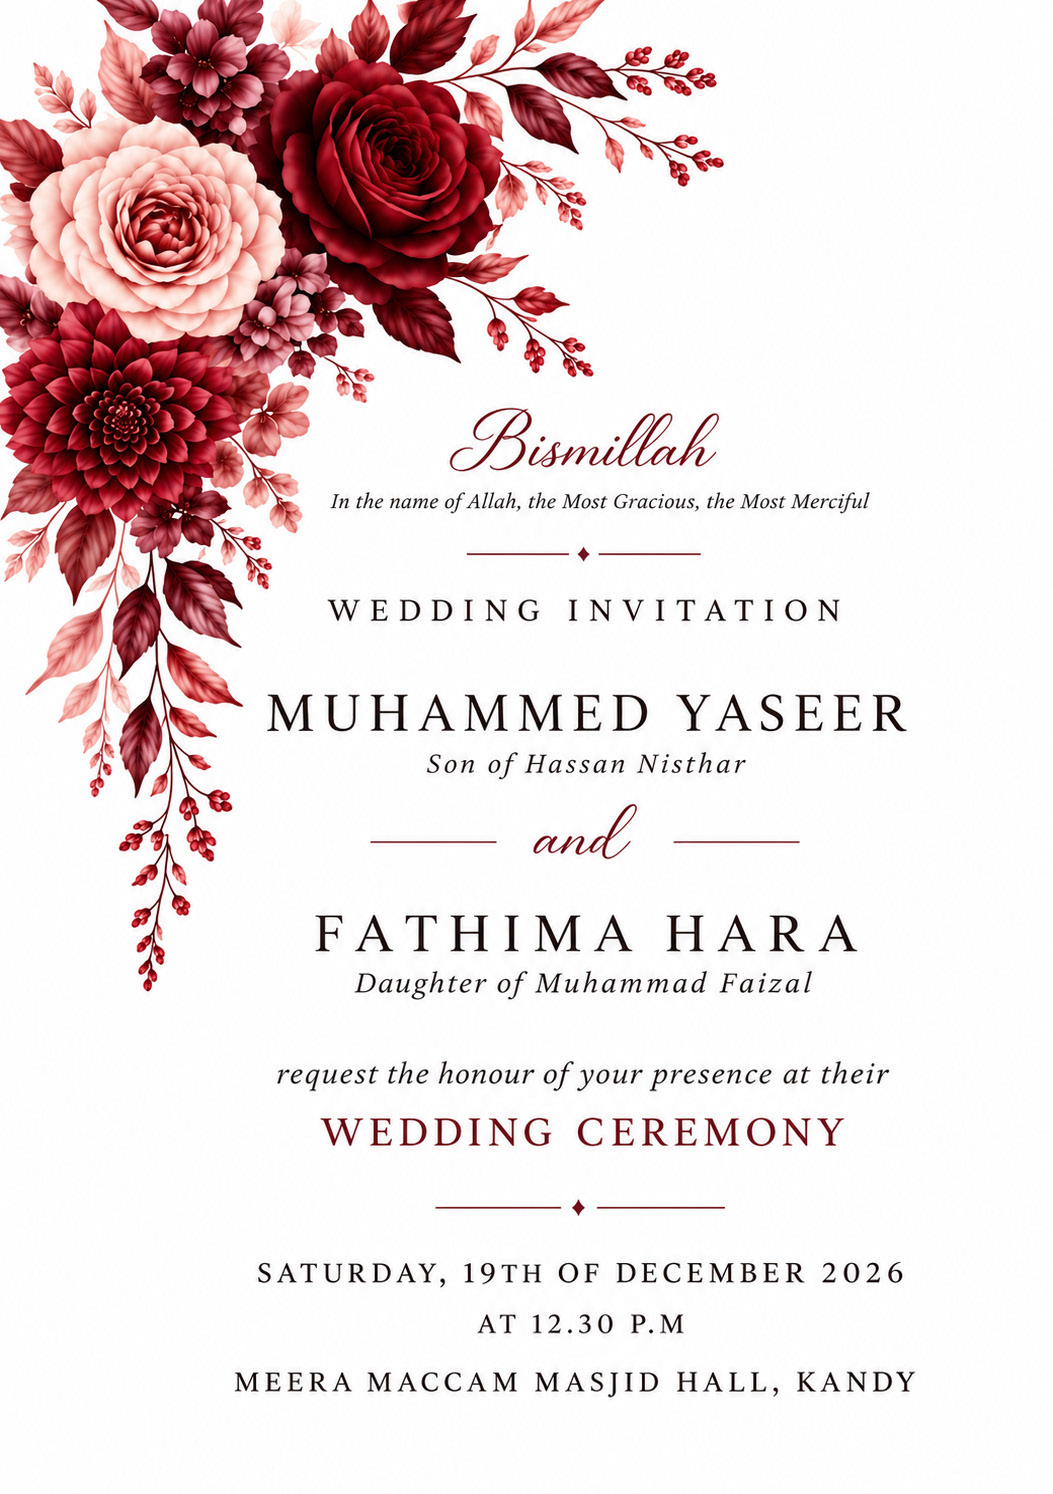 Bismillah
In the name of Allah, the Most Gracious, the Most Merciful
WEDDING INVITATION
MUHAMMED YASEER
Son of Hassan Nisthar
and
FATHIMA HARA
Daughter of Muhammad Faizal
request the honour of your presence at their
WEDDING CEREMONY
SATURDAY, 19TH OF DECEMBER 2026
AT 12.30 P.M
MEERA MACCAM MASJID HALL, KANDY